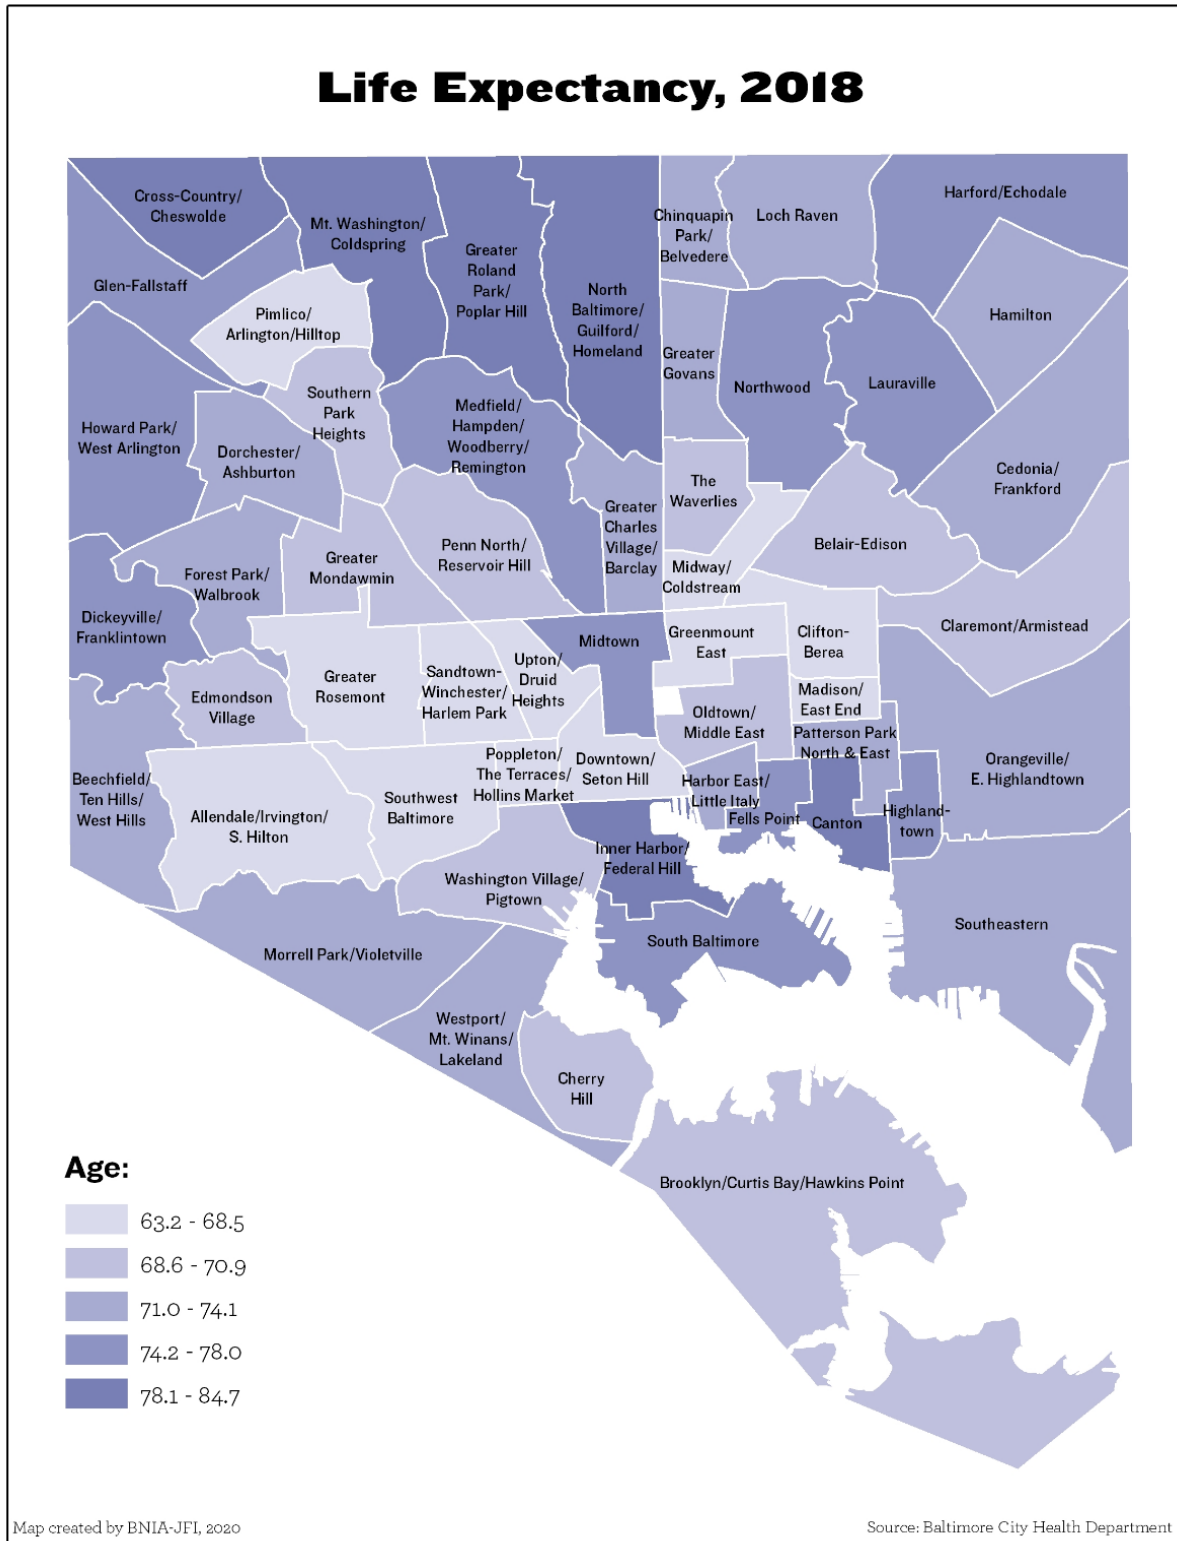 Life Expectancy, 2018
Cross-Country/
Cheswolde
Mt. Washington/
Coldspring
Greater
Roland
Park/
Poplar Hill
North
Baltimore/
Guilford/
Homeland
Chinquapin
Park/
Belvedere
Loch Raven
Harford/Echodale
Glen-Fallstaff
Pimlico/
Arlington/Hilltop
Hamilton
Greater
Govans
Northwood
Lauraville
Southern
Park
Heights
Medfield/
Hampden/
Woodberry/
Remington
Howard Park/
West Arlington
Dorchester/
Ashburton
Cedonia/
Frankford
The
Waverlies
Greater
Charles
Village/
Barclay
Belair-Edison
Penn North/
Reservoir Hill
Greater
Mondawmin
Forest Park/
Walbrook
Midway/
Coldstream
Dickeyville/
Franklintown
Claremont/Armistead
Midtown
Greenmount
East
Clifton-
Berea
Upton/
Druid
Heights
Sandtown-
Winchester/
Harlem Park
Greater
Rosemont
Edmondson
Village
Madison/
East End
Oldtown/
Middle East
Patterson Park
North & East
Orangeville/
E. Highlandtown
Beechfield/
Ten Hills/
West Hills
Poppleton/
The Terraces/
Hollins Market
Downtown/
Seton Hill
Harbor East/
Little Italy
Southwest
Baltimore
Allendale/Irvington/
S. Hilton
Fells Point
Canton
Highland-
town
Inner Harbor/
Federal Hill
Washington Village/
Pigtown
Southeastern
South Baltimore
Morrell Park/Violetville
Westport/
Mt. Winans/
Lakeland
Cherry
Hill
Brooklyn/Curtis Bay/Hawkins Point
Age:
63.2 - 68.5
68.6 - 70.9
71.0 - 74.1
74.2 - 78.0
78.1 - 84.7
Map created by BNIA-JFI, 2020
Source: Baltimore City Health Department